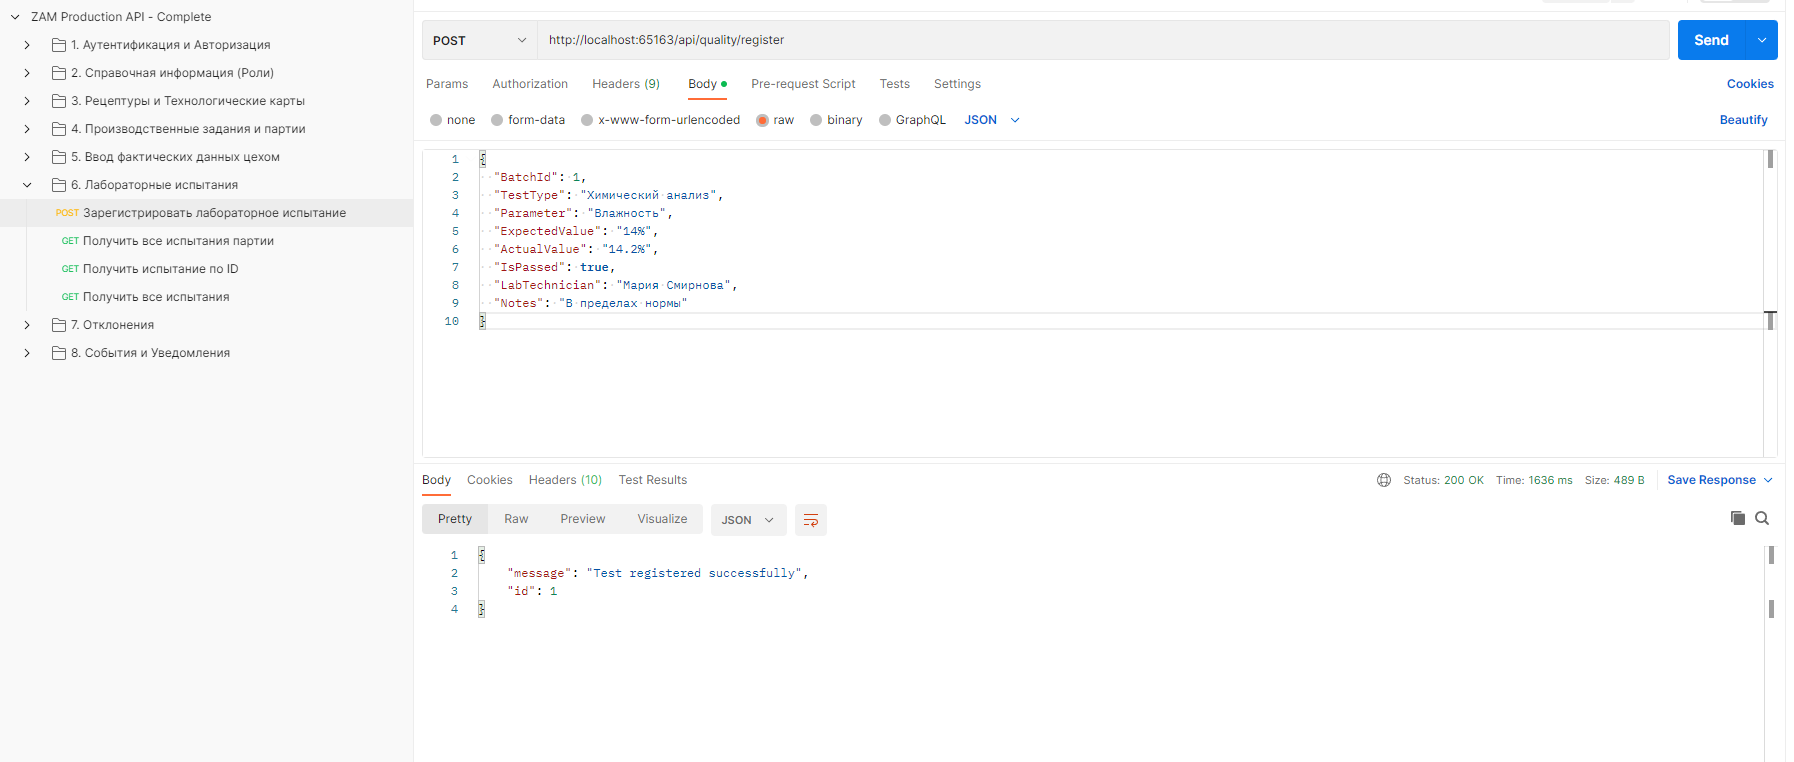 ZAM Production API - Complete
1. Аутентификация и Авторизация
2. Справочная информация (Роли)
3. Рецептуры и Технологические карты
4. Производственные задания и партии
5. Ввод фактических данных цехом
6. Лабораторные испытания
POST Зарегистрировать лабораторное испытание
GET Получить все испытания партии
GET Получить испытание по ID
GET Получить все испытания
7. Отклонения
8. События и Уведомления
POST http://localhost:65163/api/quality/register Send
Params Authorization Headers (9) Body Pre-request Script Tests Settings Cookies
none form-data x-www-form-urlencoded raw binary GraphQL JSON Beautify
1 {
2 "BatchId": 1,
3 "TestType": "Химический анализ",
4 "Parameter": "Влажность",
5 "ExpectedValue": "14%",
6 "ActualValue": "14.2%",
7 "IsPassed": true,
8 "LabTechnician": "Мария Смирнова",
9 "Notes": "В пределах нормы"
10 }
Body Cookies Headers (10) Test Results Status: 200 OK Time: 1636 ms Size: 489 B Save Response
Pretty Raw Preview Visualize JSON
1 {
2 "message": "Test registered successfully",
3 "id": 1
4 }